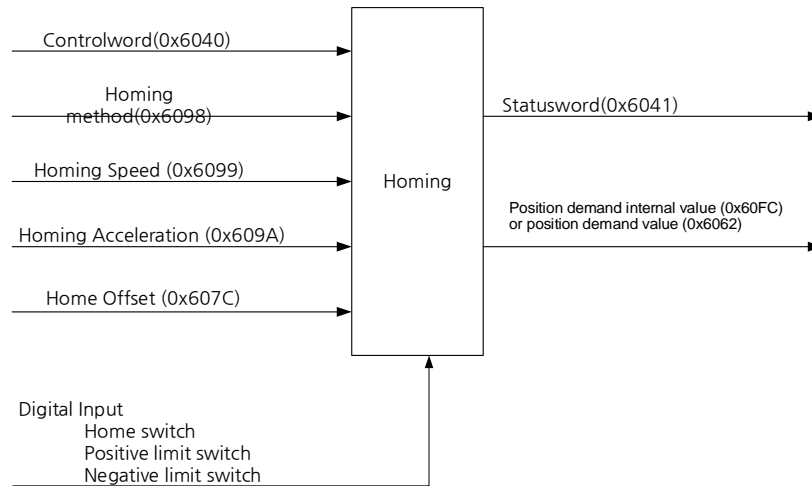 Controlword(0x6040)
Homing
method(0x6098)
Homing Speed (0x6099)
Homing Acceleration (0x609A)
Home Offset (0x607C)
Homing
Statusword(0x6041)
Position demand internal value (0x60FC)
or position demand value (0x6062)
Digital Input
Home switch
Positive limit switch
Negative limit switch